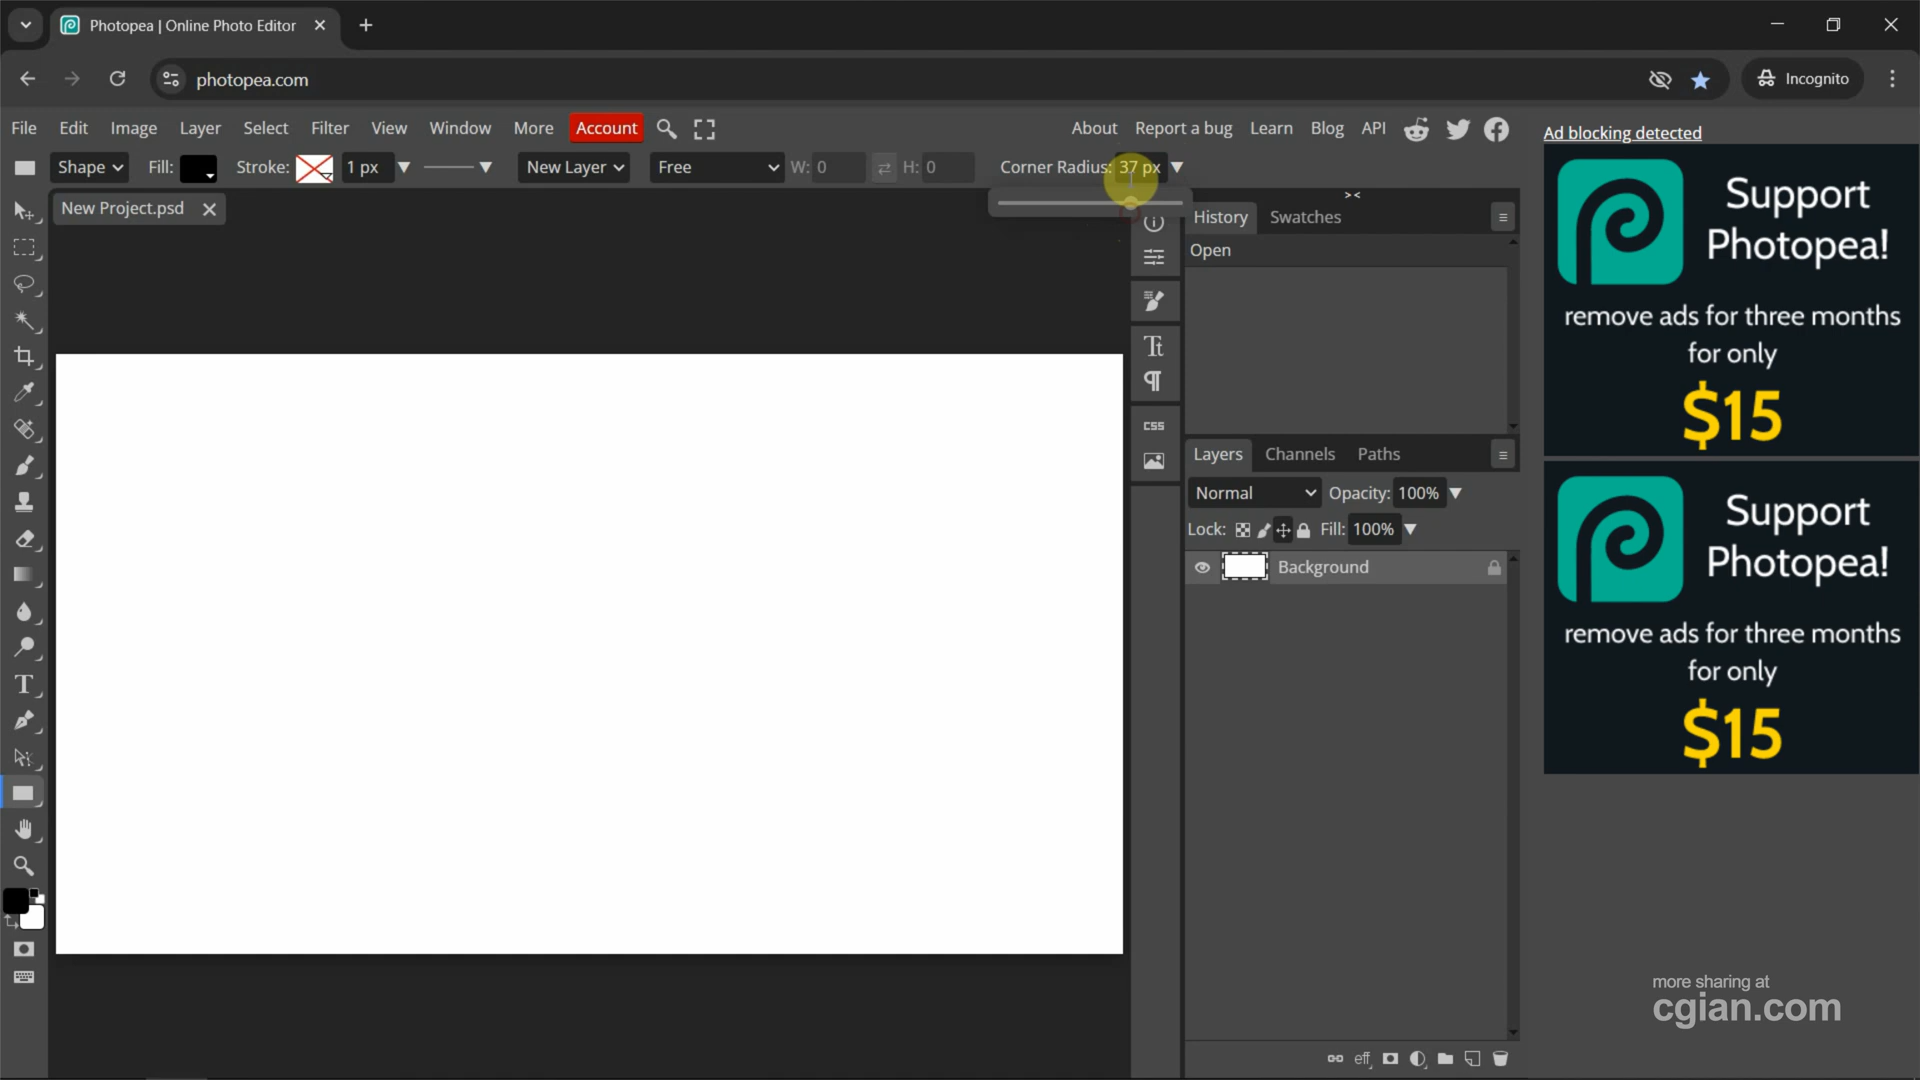 Photopea | Online Photo Editor
photopea.com
Incognito
File Edit Image Layer Select Filter View Window More Account
About Report a bug Learn Blog API
Shape Fill: Stroke: 1 px New Layer Free W: 0 H: 0 Corner Radius: 37 px
New Project.psd
History Swatches
Open
Tt
CSS
Layers Channels Paths
Normal Opacity: 100%
Lock: Fill: 100%
Background
eff
T
Ad blocking detected
Support
Photopea!
remove ads for three months
for only
$15
Support
Photopea!
remove ads for three months
for only
$15
more sharing at
cgian.com